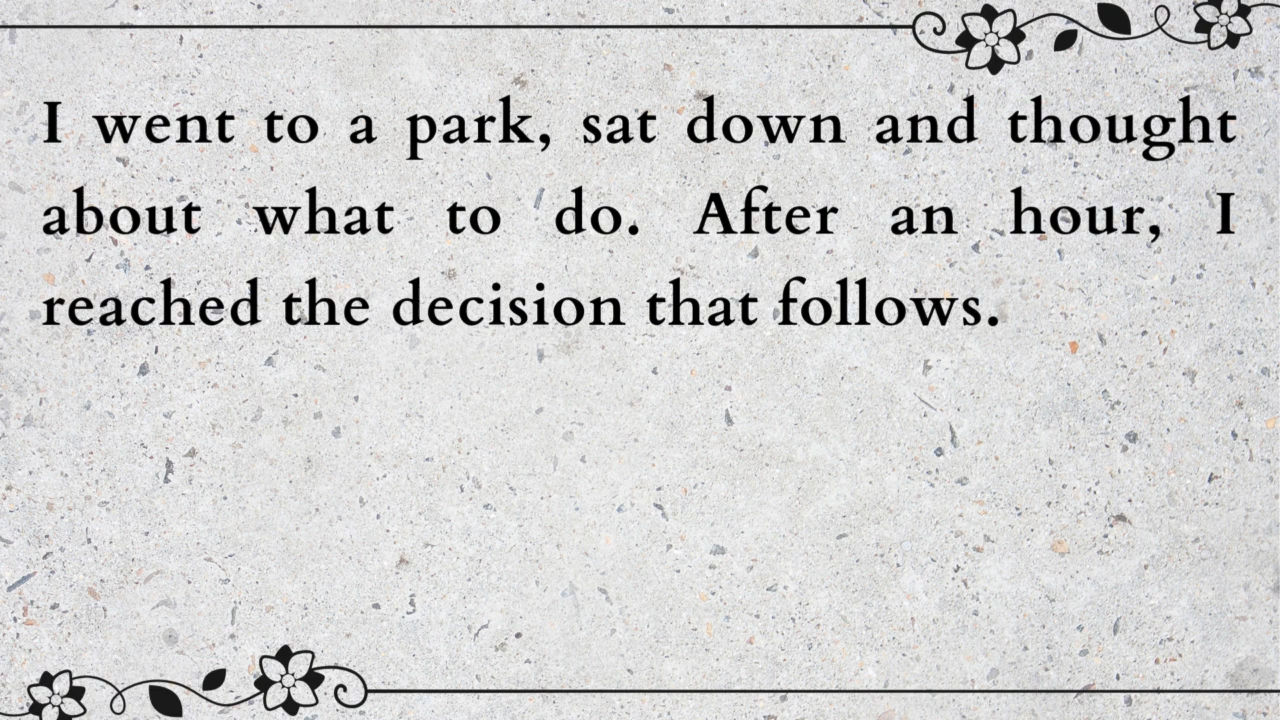 I went to a park, sat down and thought
about what to do. After an hour, I
reached the decision that follows.